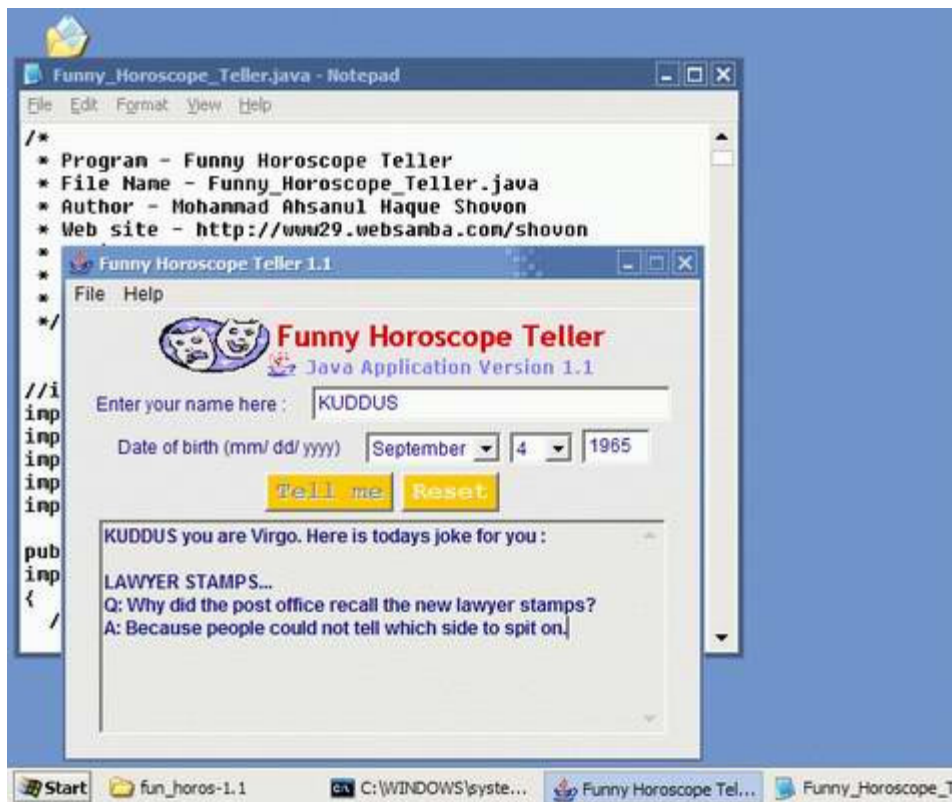 Funny_Horoscope_Teller.java - Notepad
File Edit Format View Help
/*
* Program - Funny Horoscope Teller
* File Name - Funny_Horoscope_Teller.java
* Author - Mohammad Ahsanul Haque Shovon
* Web site - http://www29.websamba.com/shovon
*
*
*
*/
//i
imp
imp
imp
imp
imp
pub
imp
{
/
Funny Horoscope Teller 1.1
File Help
Funny Horoscope Teller
Java Application Version 1.1
Enter your name here : KUDDUS
Date of birth (mm/ dd/ yyyy) September 4 1965
Tell me Reset
KUDDUS you are Virgo. Here is todays joke for you :
LAWYER STAMPS...
Q: Why did the post office recall the new lawyer stamps?
A: Because people could not tell which side to spit on.
Start fun_horos-1.1 C:\WINDOWS\syste... Funny Horoscope Tel... Funny_Horoscope_